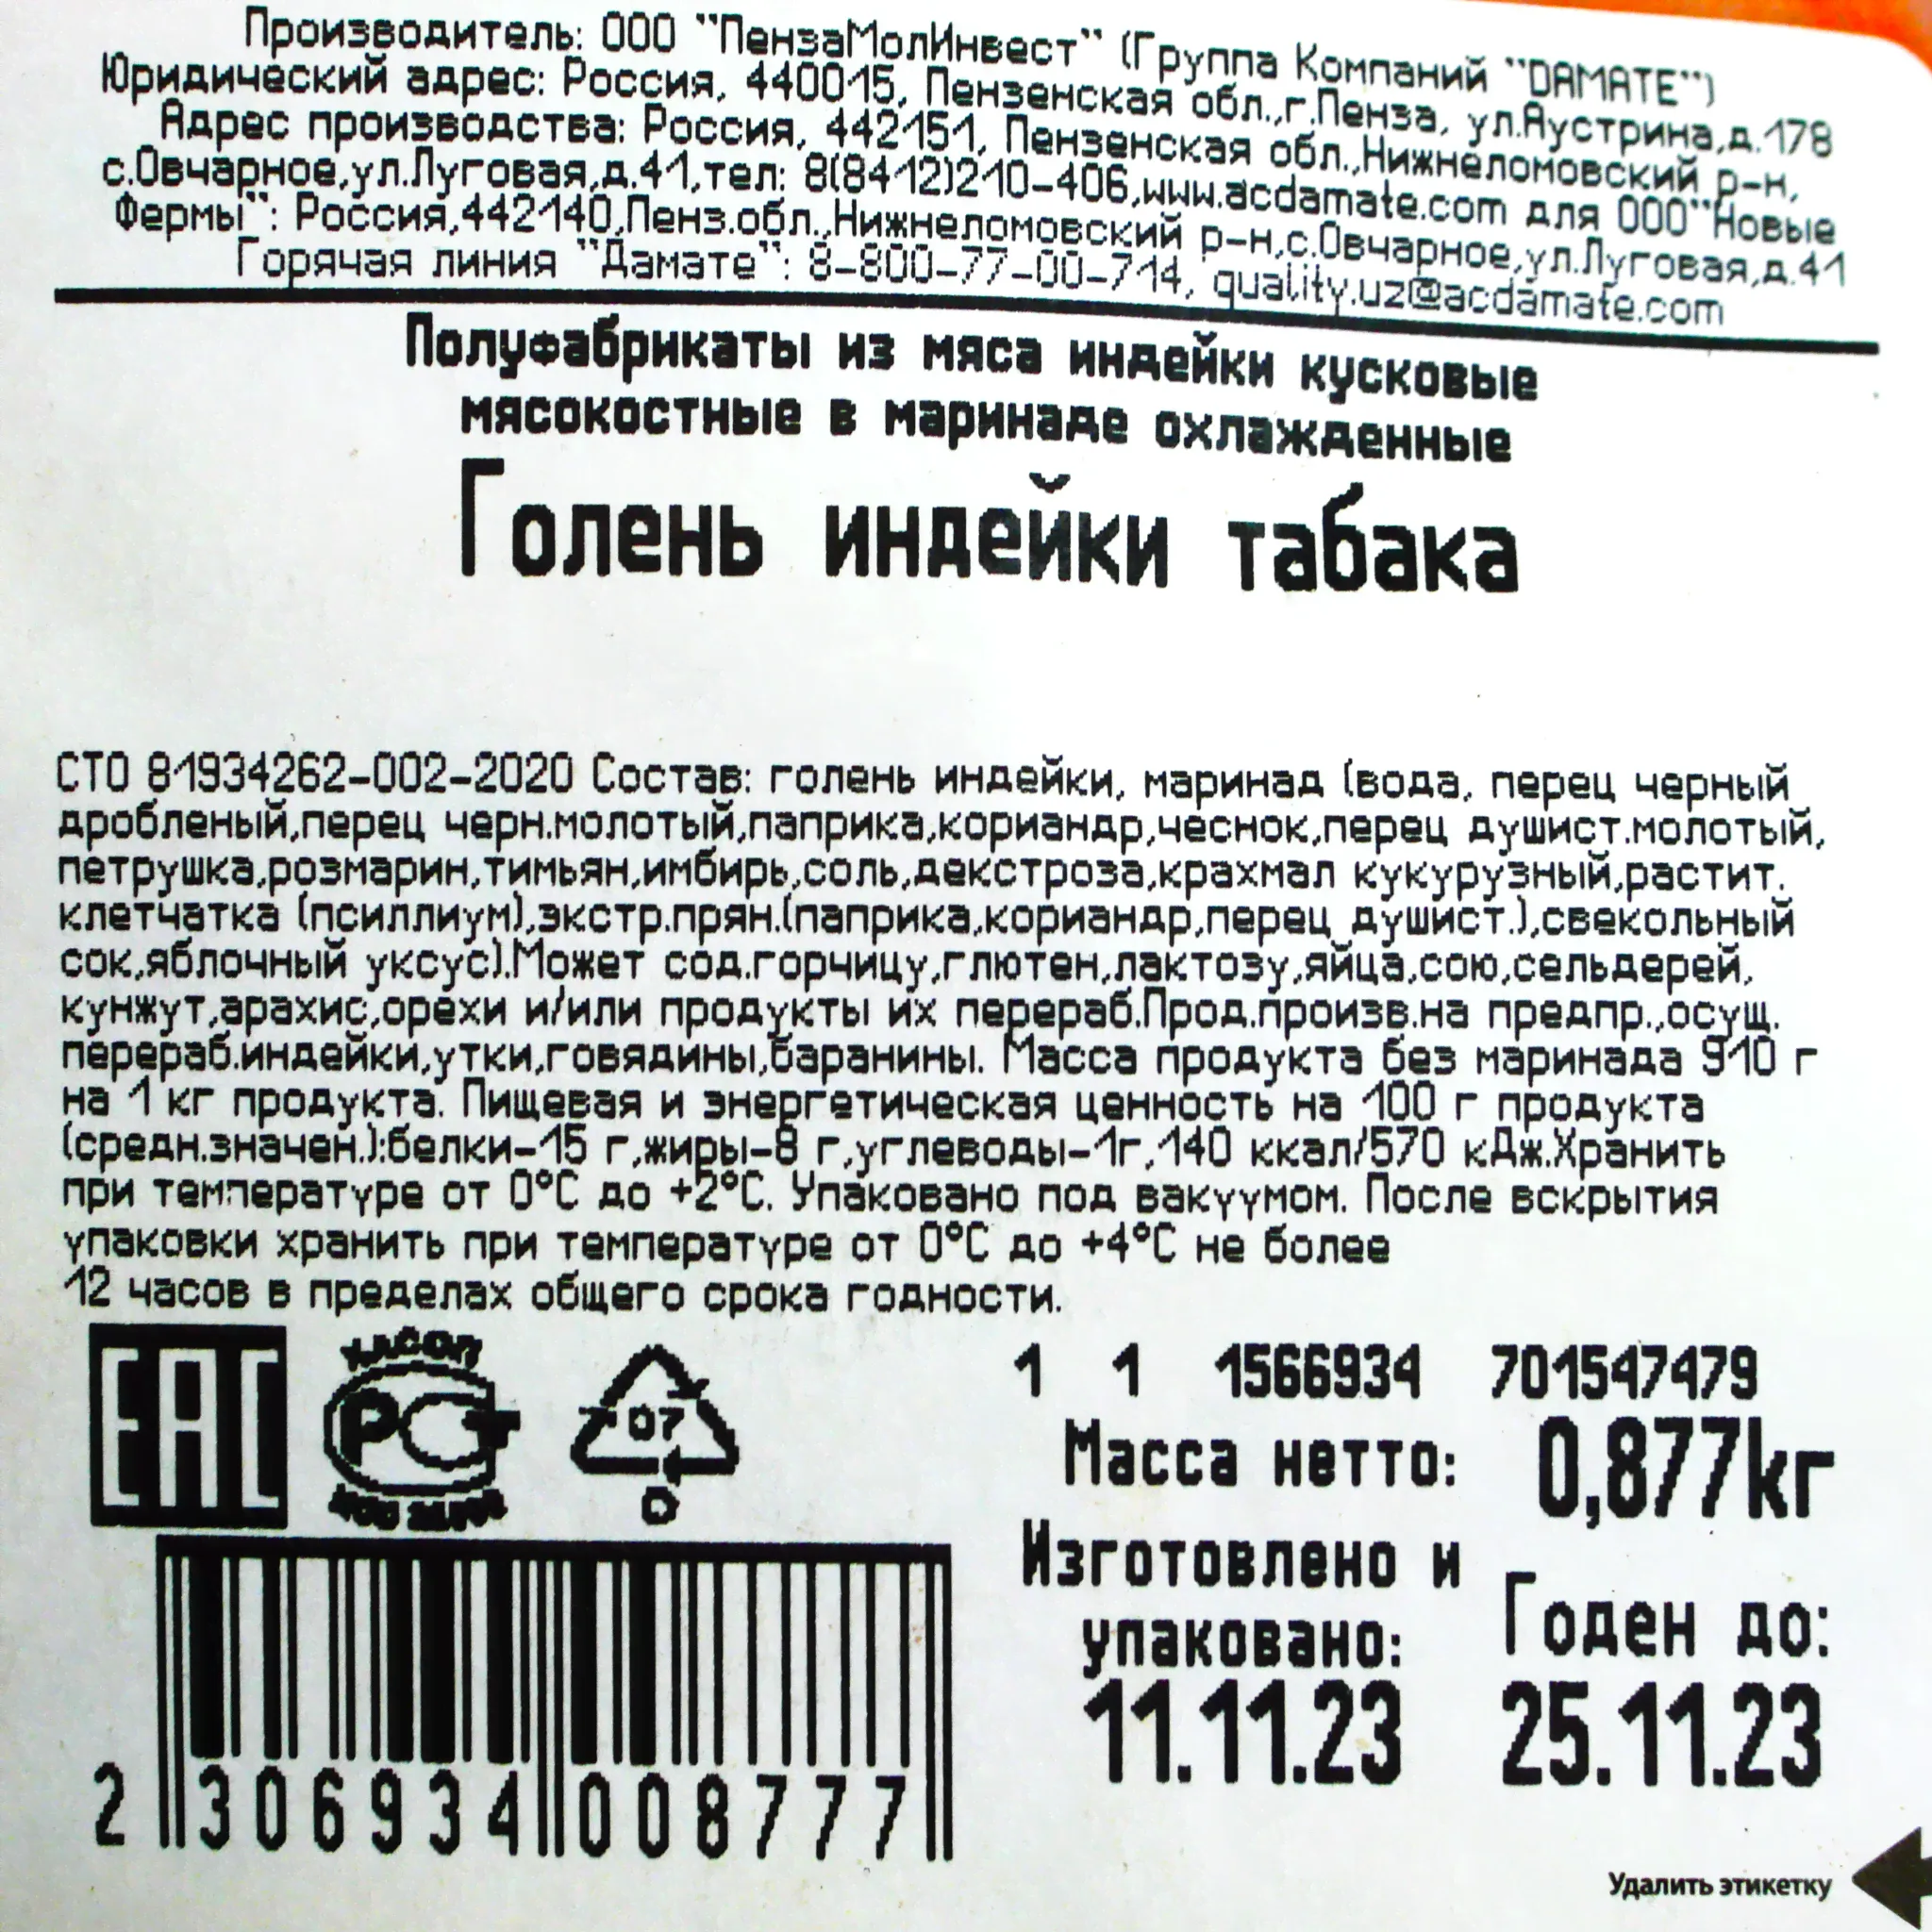 Производитель: ООО "ПензаМолИнвест" (Группа Компаний "DAMATE")
Юридический адрес: Россия, 440015, Пензенская обл.,г.Пенза, ул.Аустрина,д.178
Адрес производства: Россия, 442151, Пензенская обл.,Нижнеломовский р-н,
с.Овчарное,ул.Луговая,д.41,тел: 8(8412)210-406,www.acdamate.com для ООО"Новые
Фермы": Россия,442140,Пенз.обл.,Нижнеломовский р-н,с.Овчарное,ул.Луговая,д.41
Горячая линия "Дамате": 8-800-77-00-714, quality.uz@acdamate.com
Полуфабрикаты из мяса индейки кусковые
мясокостные в маринаде охлажденные
Голень индейки табака
СТО 81934262-002-2020 Состав: голень индейки, маринад (вода, перец черный
дробленый,перец черн.молотый,паприка,кориандр,чеснок,перец душист.молотый,
петрушка,розмарин,тимьян,имбирь,соль,декстроза,крахмал кукурузный,растит.
клетчатка (псиллиум),экстр.прян.(паприка,кориандр,перец душист.),свекольный
сок,яблочный уксус).Может сод.горчицу,глютен,лактозу,яйца,сою,сельдерей,
кунжут,арахис,орехи и/или продукты их перераб.Прод.произв.на предпр.,осущ.
перераб.индейки,утки,говядины,баранины. Масса продукта без маринада 910 г
на 1 кг продукта. Пищевая и энергетическая ценность на 100 г продукта
(средн.значен.):белки-15 г,жиры-8 г,углеводы-1г,140 ккал/570 кДж.Хранить
при температуре от 0°С до +2°С. Упаковано под вакуумом. После вскрытия
упаковки хранить при температуре от 0°С до +4°С не более
12 часов в пределах общего срока годности.
EAC
РСТ
07
1 1 1566934 701547479
Масса нетто: 0,877кг
Изготовлено и
упаковано:
11.11.23
Годен до:
25.11.23
2 306934 008777
Удалить этикетку